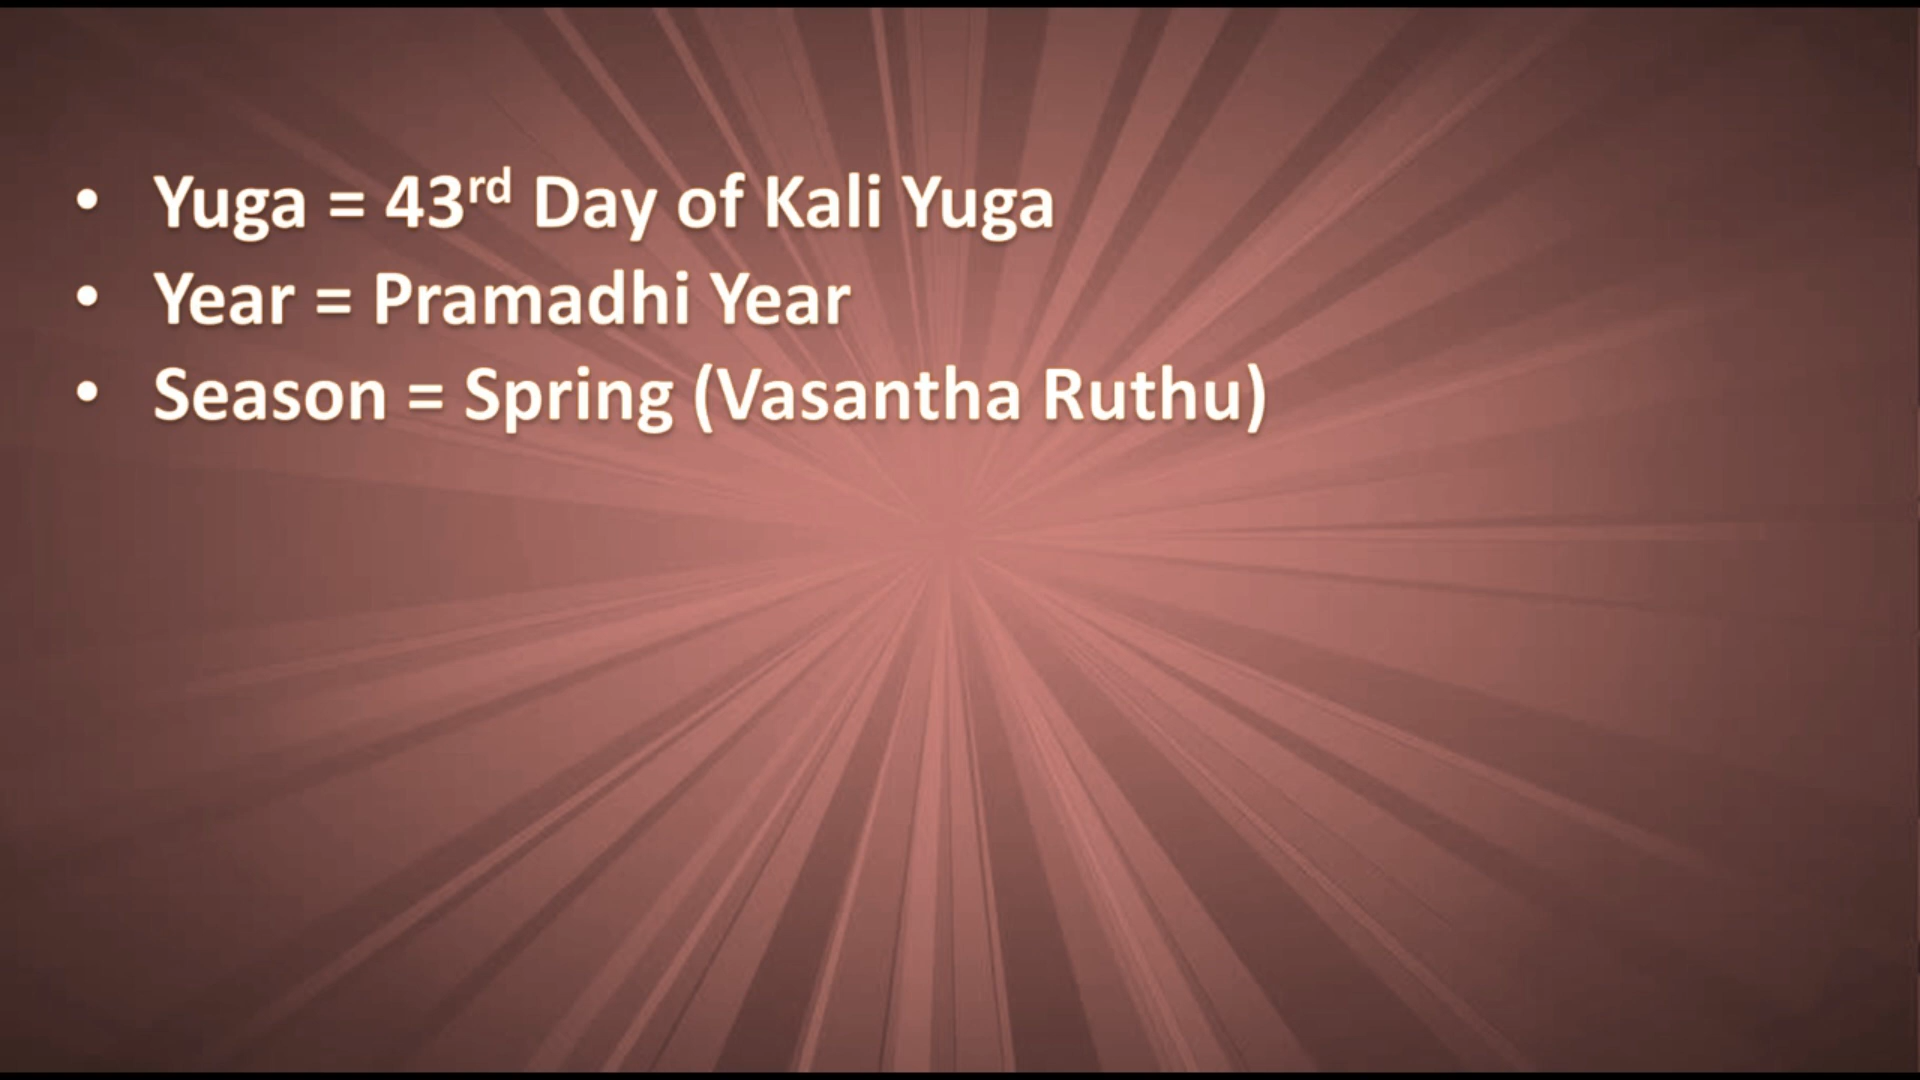 • Yuga = 43rd Day of Kali Yuga
• Year = Pramadhi Year
• Season = Spring (Vasantha Ruthu)